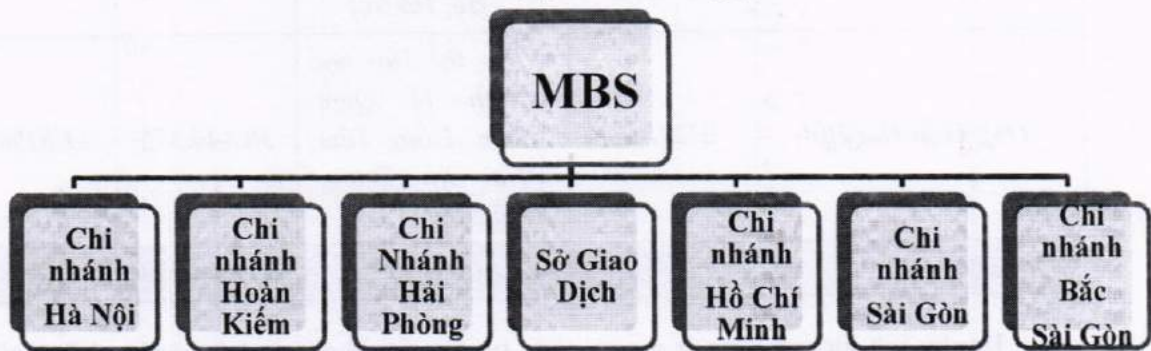 MBS
Chi
nhánh
Hà Nội
Chi
nhánh
Hoàn
Kiếm
Chi
Nhánh
Hải
Phòng
Sở Giao
Dịch
Chi
nhánh
Hồ Chí
Minh
Chi
nhánh
Sài Gòn
Chi
nhánh
Bắc
Sài Gòn